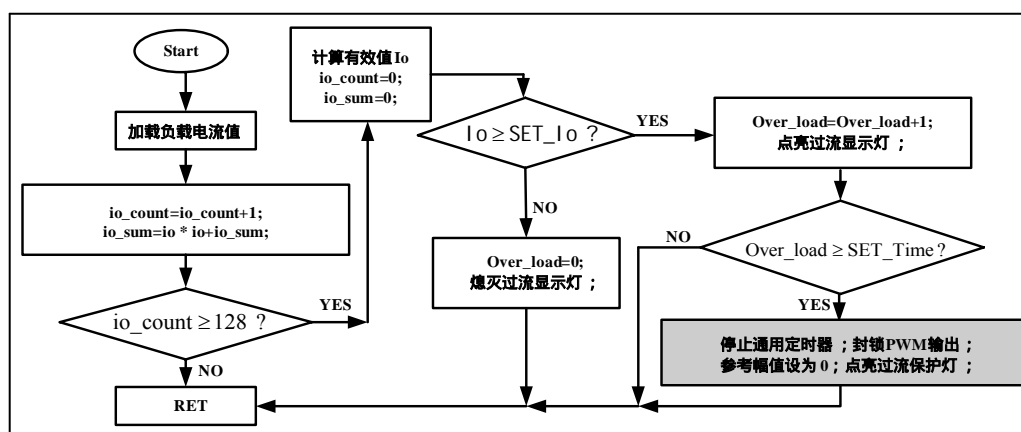 Start
加载负载电流值
io_count=io_count+1;
io_sum=io * io+io_sum;
io_count ≥128 ?
YES
NO
RET
计算有效值Io
io_count=0;
io_sum=0;
Io≥SET_Io ?
YES
NO
Over_load=0;
熄灭过流显示灯 ;
Over_load=Over_load+1;
点亮过流显示灯 ;
Over_load ≥ SET_Time ?
NO
YES
停止通用定时器 ; 封锁PWM输出 ;
参考幅值设为 0 ; 点亮过流保护灯 ;